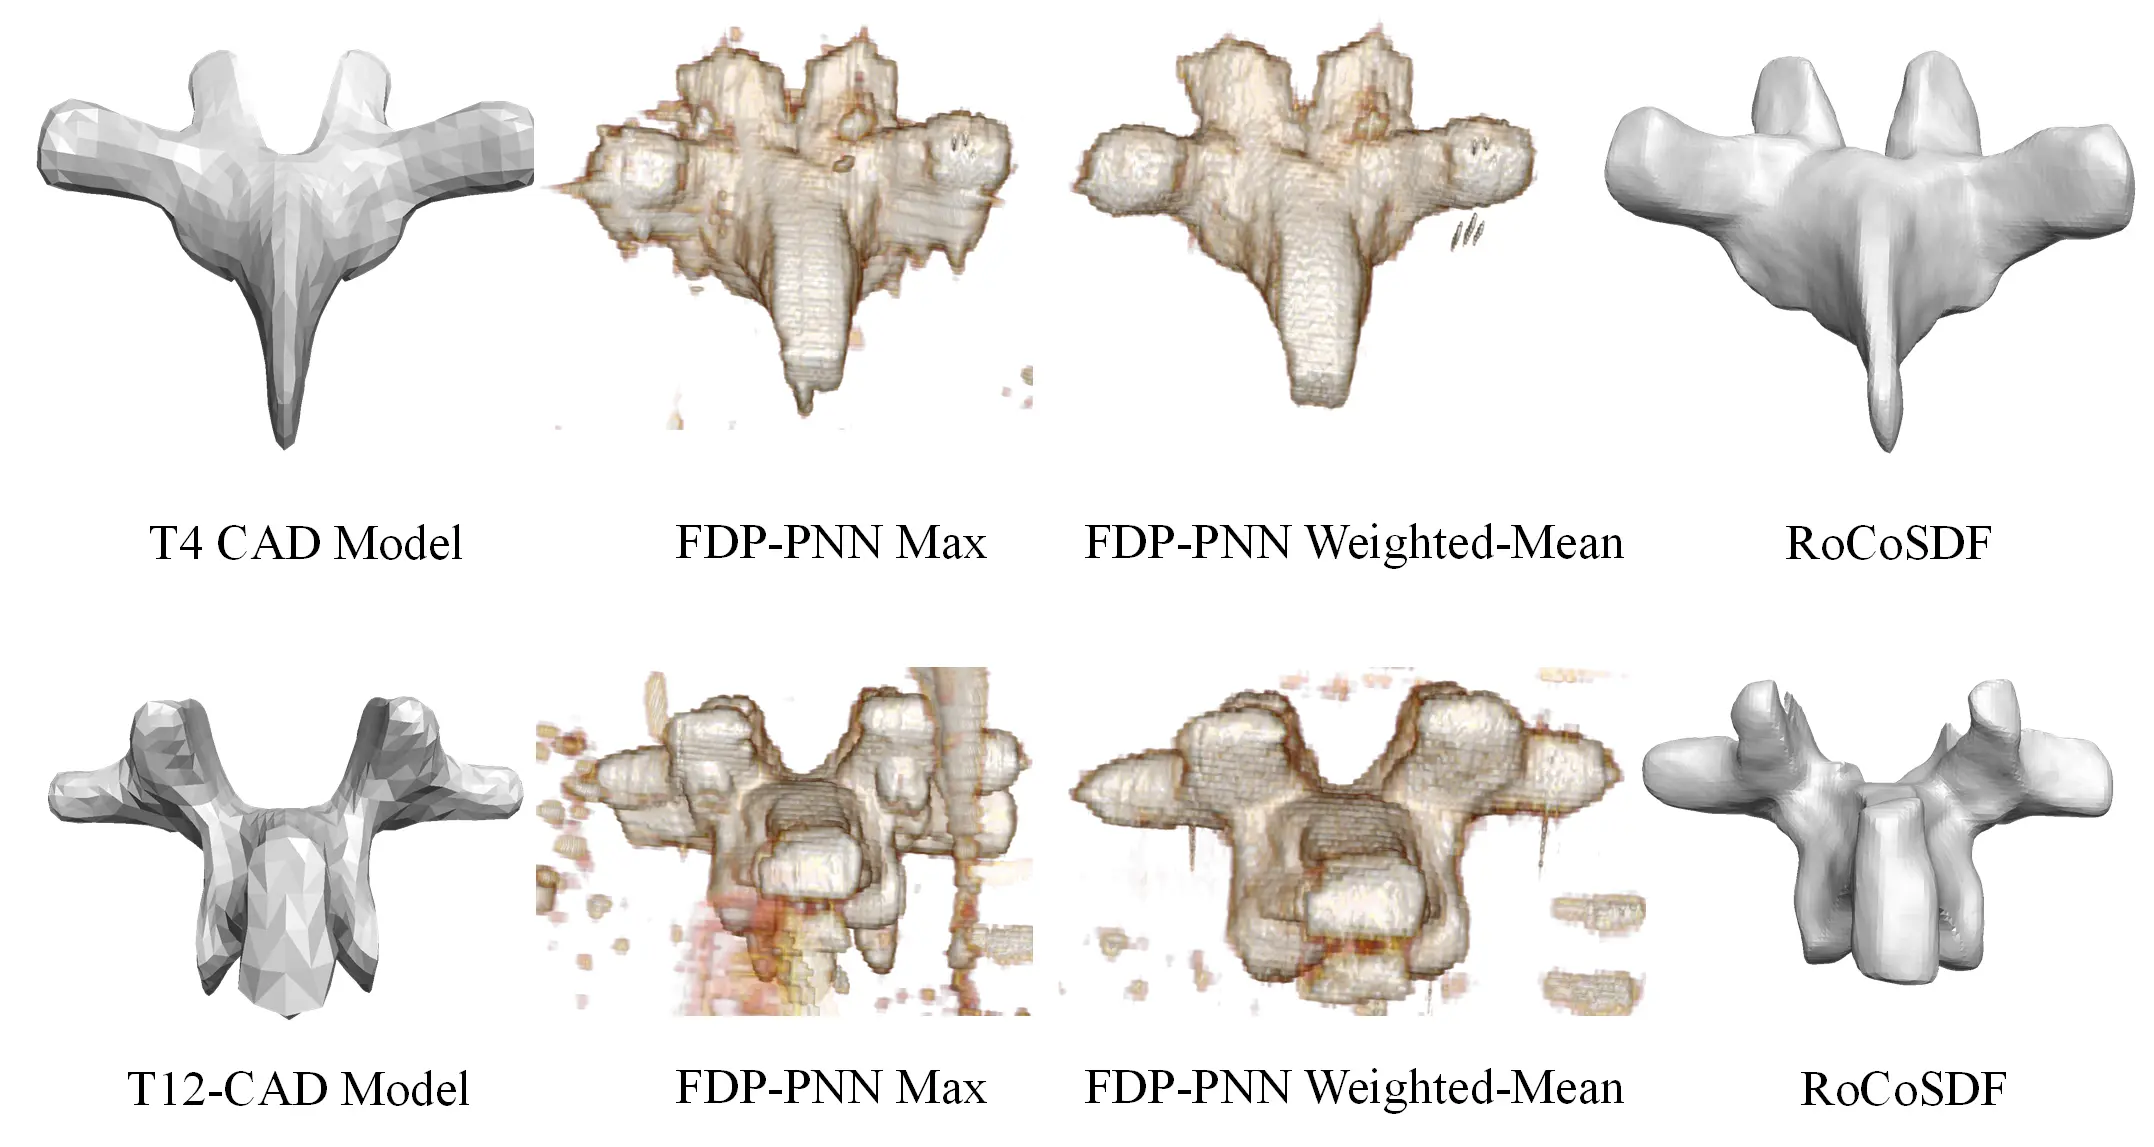 T4 CAD Model
FDP-PNN Max
FDP-PNN Weighted-Mean
RoCoSDF
T12-CAD Model
FDP-PNN Max
FDP-PNN Weighted-Mean
RoCoSDF